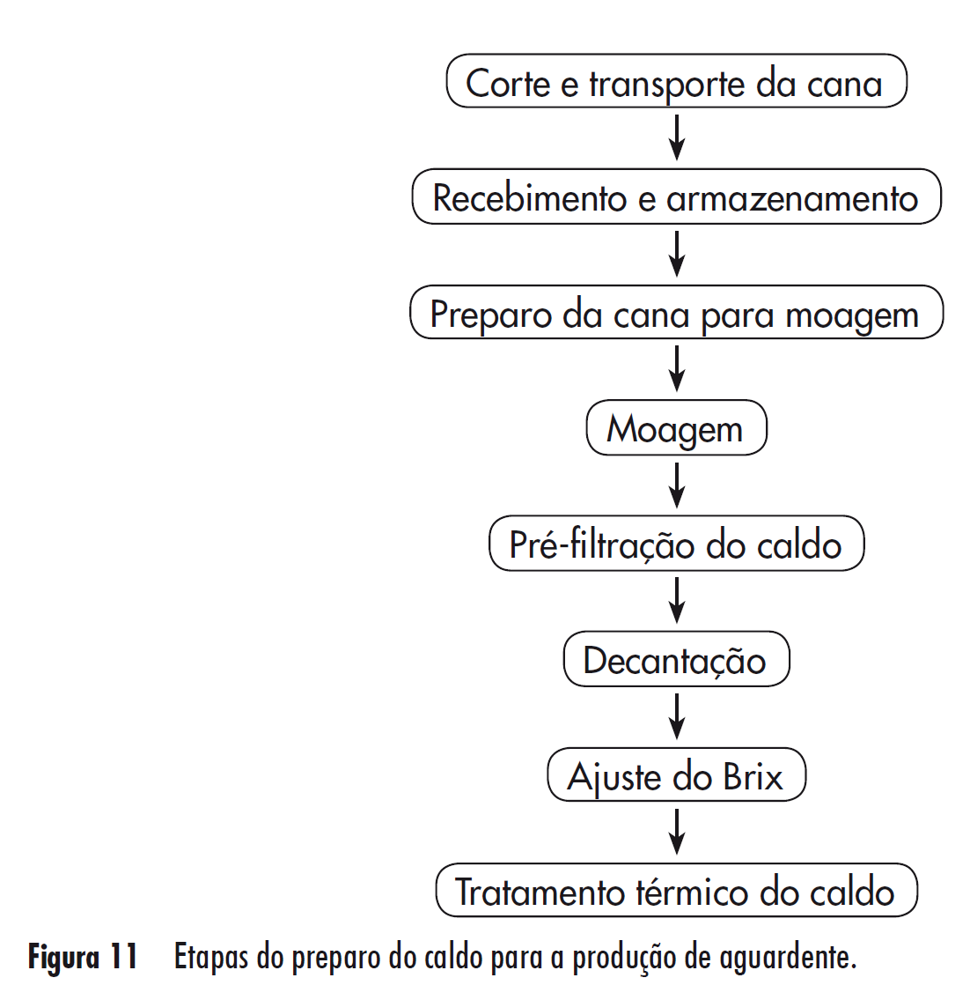 Corte e transporte da cana
Recebimento e armazenamento
Preparo da cana para moagem
Moagem
Pré-filtração do caldo
Decantação
Ajuste do Brix
Tratamento térmico do caldo
Figura 11 Etapas do preparo do caldo para a produção de aguardente.